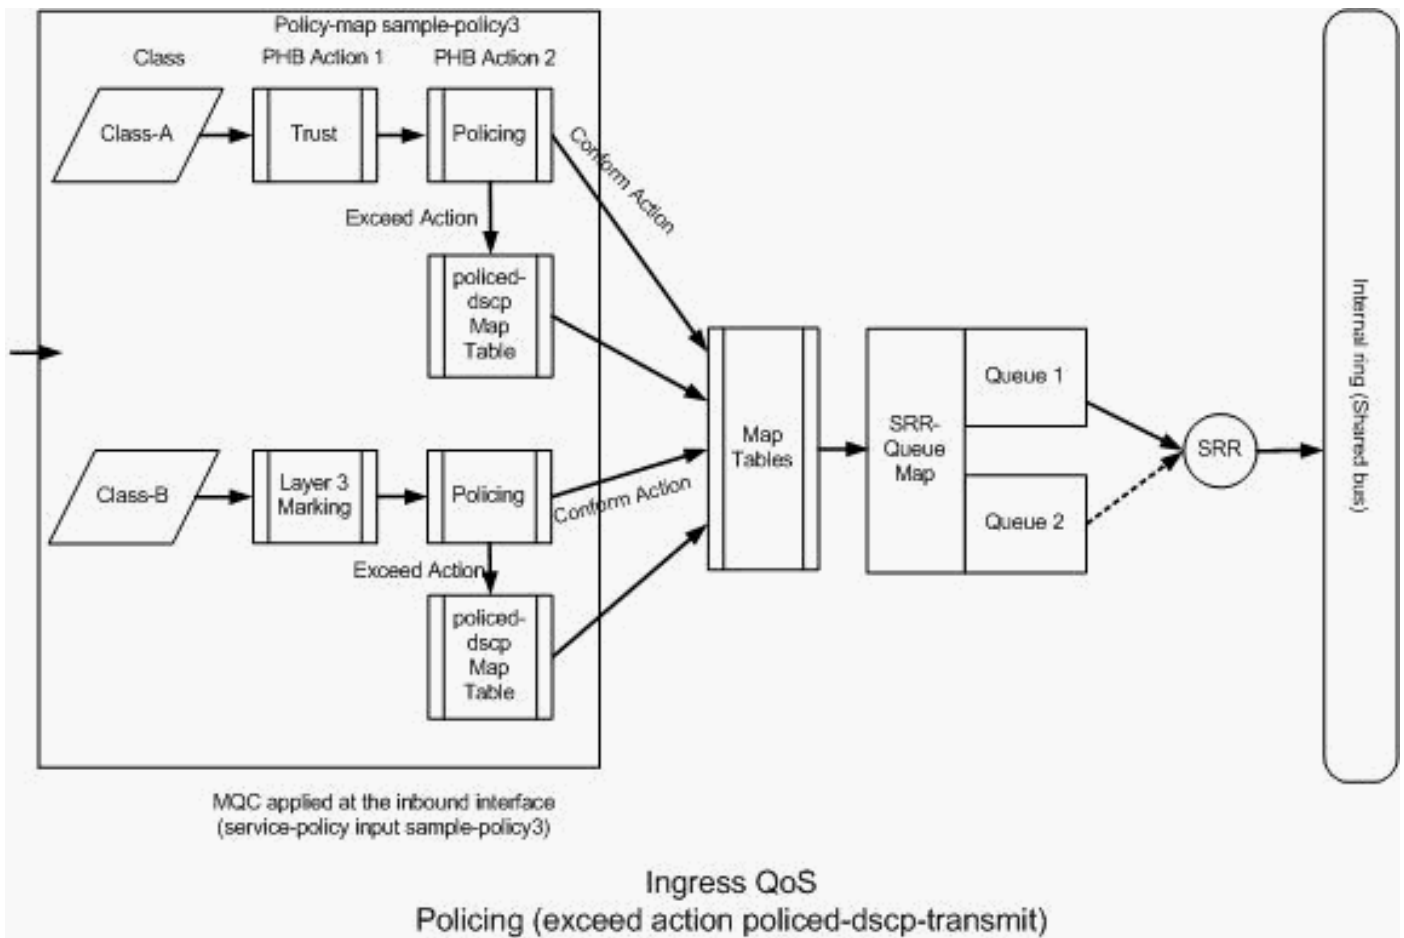 Policy-map sample-policy3
Class
PHB Action 1
PHB Action 2
Class-A
Trust
Policing
Conform Action
Exceed Action
policed-
dscp
Map
Table
Class-B
Layer 3
Marking
Policing
Conform Action
Exceed Action
policed-
dscp
Map
Table
Map
Tables
SRR-
Queue
Map
Queue 1
Queue 2
SRR
Internal ring (Shared bus)
MQC applied at the inbound interface
(service-policy input sample-policy3)
Ingress QoS
Policing (exceed action policed-dscp-transmit)